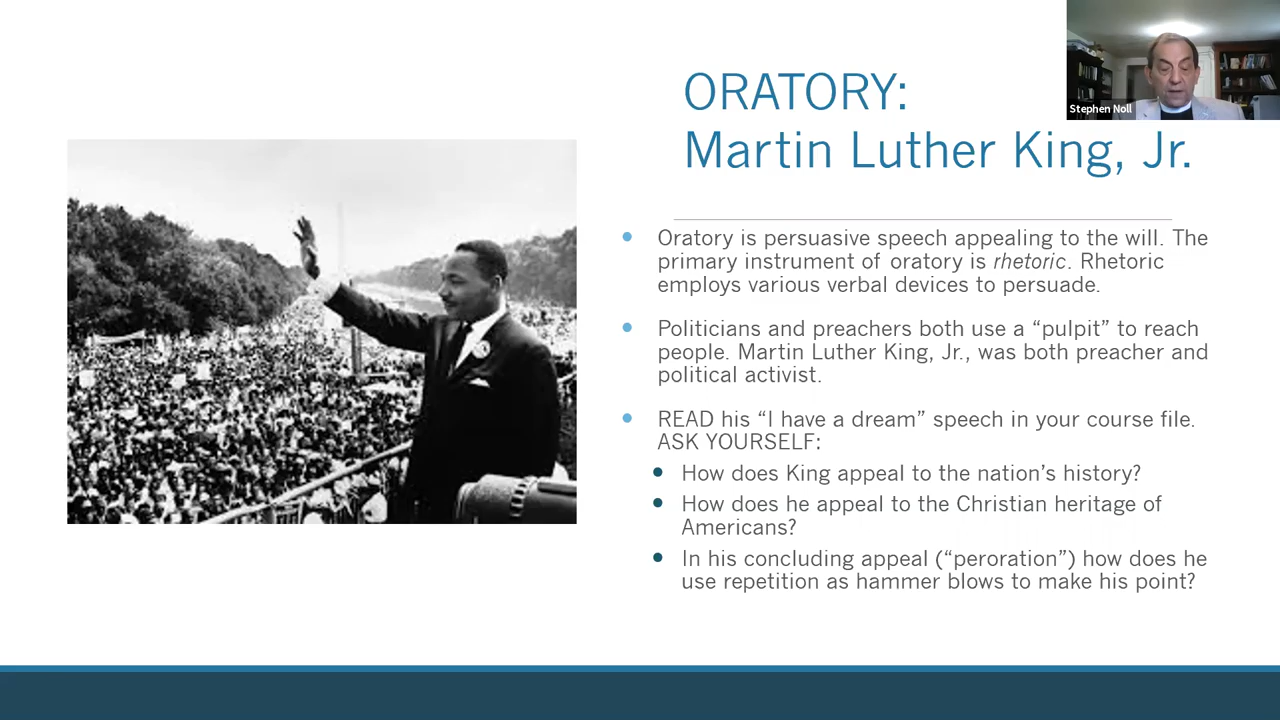 ORATORY:
Martin Luther King, Jr.
Stephen Noll
Oratory is persuasive speech appealing to the will. The
primary instrument of oratory is rhetoric. Rhetoric
employs various verbal devices to persuade.
Politicians and preachers both use a “pulpit” to reach
people. Martin Luther King, Jr., was both preacher and
political activist.
READ his “I have a dream” speech in your course file.
ASK YOURSELF:
How does King appeal to the nation’s history?
How does he appeal to the Christian heritage of
Americans?
In his concluding appeal (“peroration”) how does he
use repetition as hammer blows to make his point?